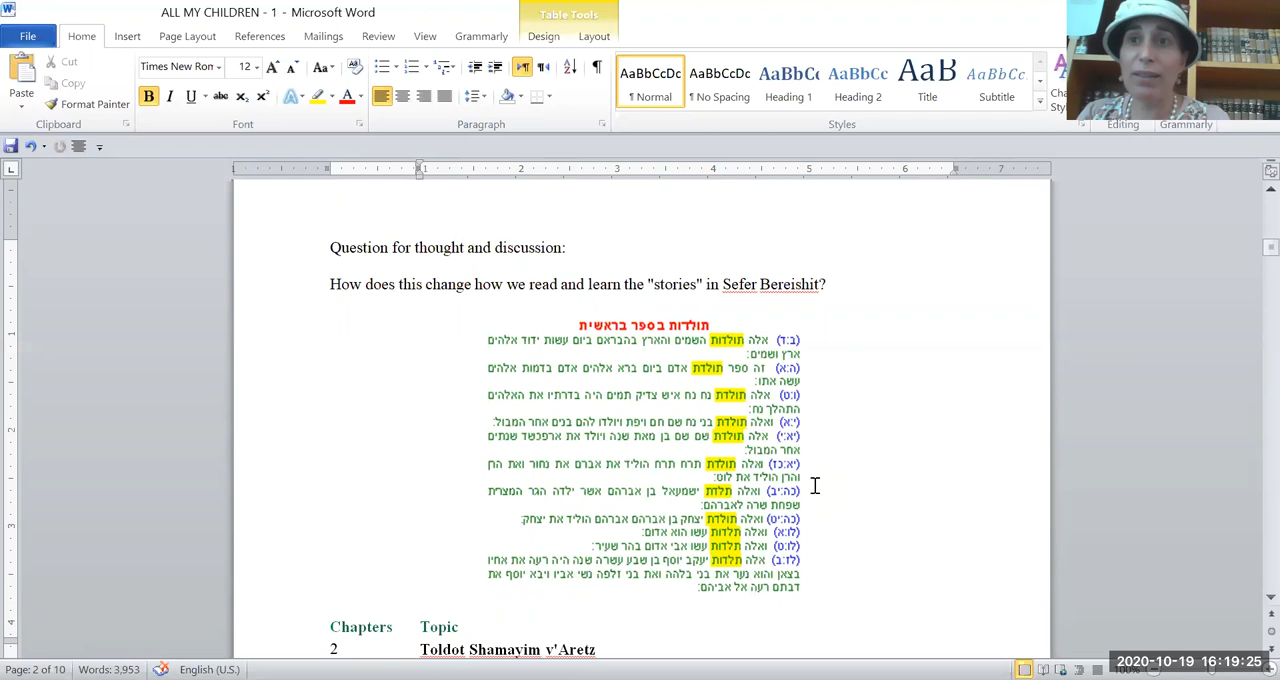 ALL MY CHILDREN - 1 - Microsoft Word
Table Tools
File Home Insert Page Layout References Mailings Review View Grammarly Design Layout
Cut
Copy
Format Painter
Paste
Times New Rom 12
AaBbCcDc AaBbCcDc AaBbC AaBbCc AaB AaBbCc
¶ Normal ¶ No Spacing Heading 1 Heading 2 Title Subtitle
Clipboard Font Paragraph Styles Editing Grammarly
1 1 2 3 4 5 6 7
Question for thought and discussion:
How does this change how we read and learn the "stories" in Sefer Bereishit?
תולדות בספר בראשית
(ב:ד) אלה תולדות השמים והארץ בהבראם ביום עשות ידוד אלהים
ארץ ושמים:
(ה:א) זה ספר תולדת אדם ביום ברא אלהים אדם בדמות אלהים
עשה אתו:
(ו:ט) אלה תולדת נח נח איש צדיק תמים היה בדרתיו את האלהים
התהלך נח:
(י:א) ואלה תולדת בני נח שם חם ויפת ויולדו להם בנים אחר המבול:
(יא:י) אלה תולדת שם שם בן מאת שנה ויולד את ארפכשד שנתים
אחר המבול:
(יא:כז) ואלה תולדת תרח תרח הוליד את אברם את נחור ואת הרן
והרן הוליד את לוט:
(כה:יב) ואלה תלדת ישמעאל בן אברהם אשר ילדה הגר המצרית
שפחת שרה לאברהם:
(כה:יט) ואלה תולדת יצחק בן אברהם אברהם הוליד את יצחק:
(לו:א) ואלה תלדות עשו הוא אדום:
(לו:ט) ואלה תלדות עשו אבי אדום בהר שעיר:
(לז:ב) אלה תלדות יעקב יוסף בן שבע עשרה שנה היה רעה את אחיו
בצאן והוא נער את בני בלהה ואת בני זלפה נשי אביו ויבא יוסף את
דבתם רעה אל אביהם:
Chapters Topic
2 Toldot Shamayim v'Aretz
Page: 2 of 10 Words: 3,953 English (U.S.)
2020-10-19 16:19:25